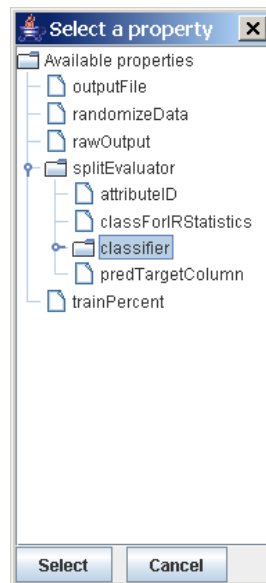 Select a property
Available properties
outputFile
randomizeData
rawOutput
splitEvaluator
attributeID
classForIRStatistics
classifier
predTargetColumn
trainPercent
Select Cancel